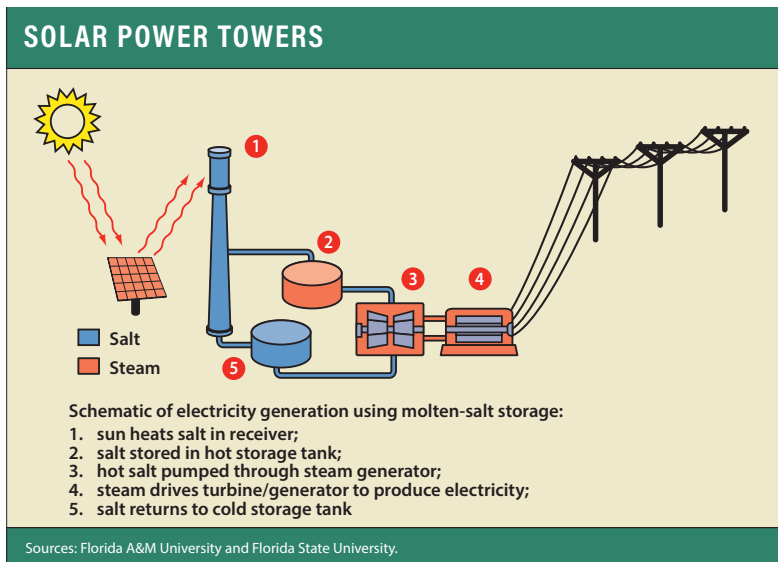 SOLAR POWER TOWERS
1
2
3
4
5
Salt
Steam
Schematic of electricity generation using molten-salt storage:
1. sun heats salt in receiver;
2. salt stored in hot storage tank;
3. hot salt pumped through steam generator;
4. steam drives turbine/generator to produce electricity;
5. salt returns to cold storage tank
Sources: Florida A&M University and Florida State University.